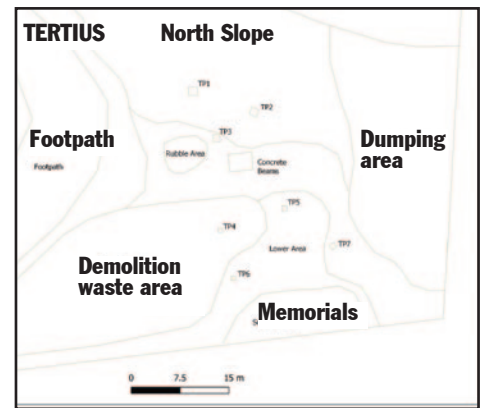 TERTIUS North Slope
TP1
TP2
TP3
Footpath
Footpath
Rubble Area
Concrete
Beams
Dumping
area
TP5
TP4
Lower Area
TP7
TP6
Demolition
waste area
Memorials
0 7.5 15 m